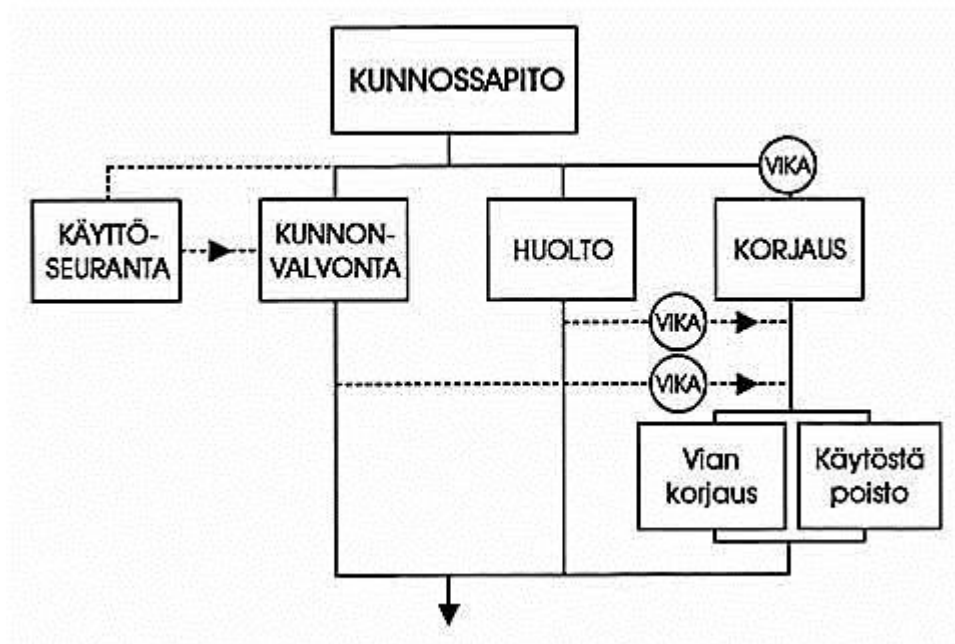 KUNNOSSAPITO
VIKA
KÄYTTÖ-
SEURANTA
KUNNON-
VALVONTA
HUOLTO
KORJAUS
VIKA
VIKA
Vian
korjaus
Käytöstä
poisto